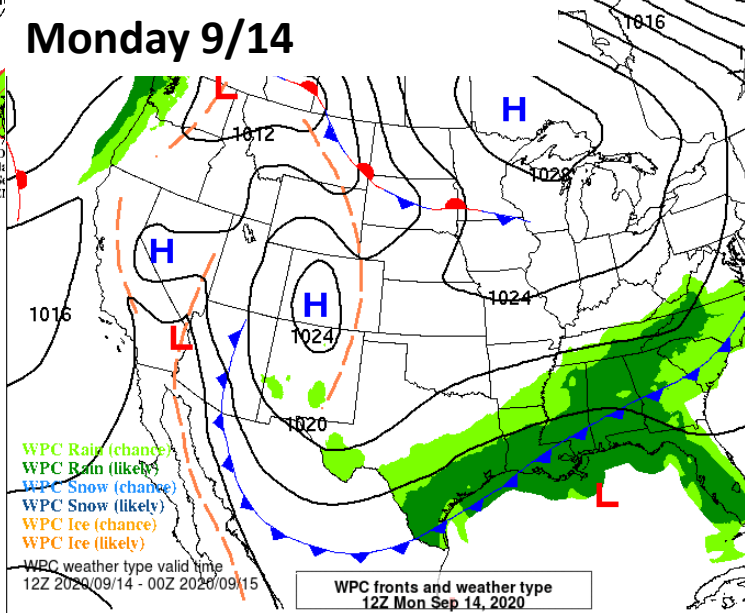 Monday 9/14
1016
L
H
1012
1028
H
1024
1016
H
L
1024
1020
WPC Rain (chance)
WPC Rain (likely)
WPC Snow (chance)
WPC Snow (likely)
WPC Ice (chance)
WPC Ice (likely)
L
WPC weather type valid time
12Z 2020/09/14 - 00Z 2020/09/15
WPC fronts and weather type
12Z Mon Sep 14, 2020